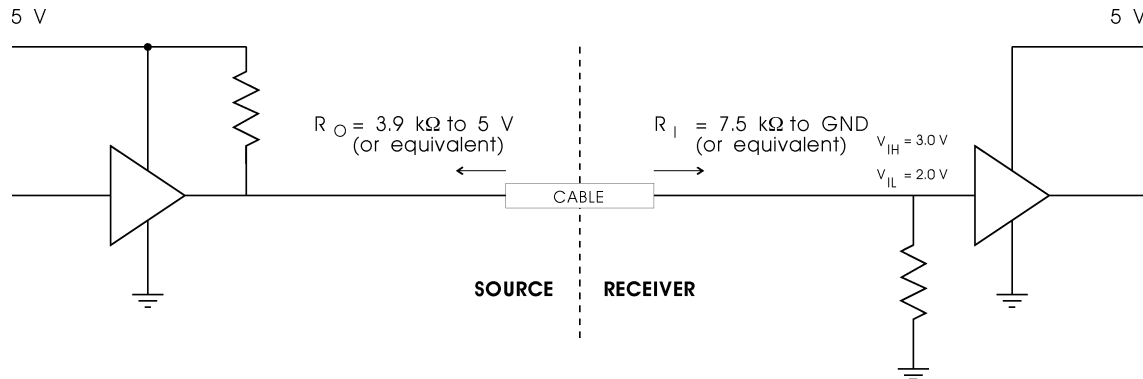 5 V
5 V
R O = 3.9 kΩ to 5 V
(or equivalent)
R I = 7.5 kΩ to GND
(or equivalent)
V IH = 3.0 V
V IL = 2.0 V
CABLE
SOURCE
RECEIVER